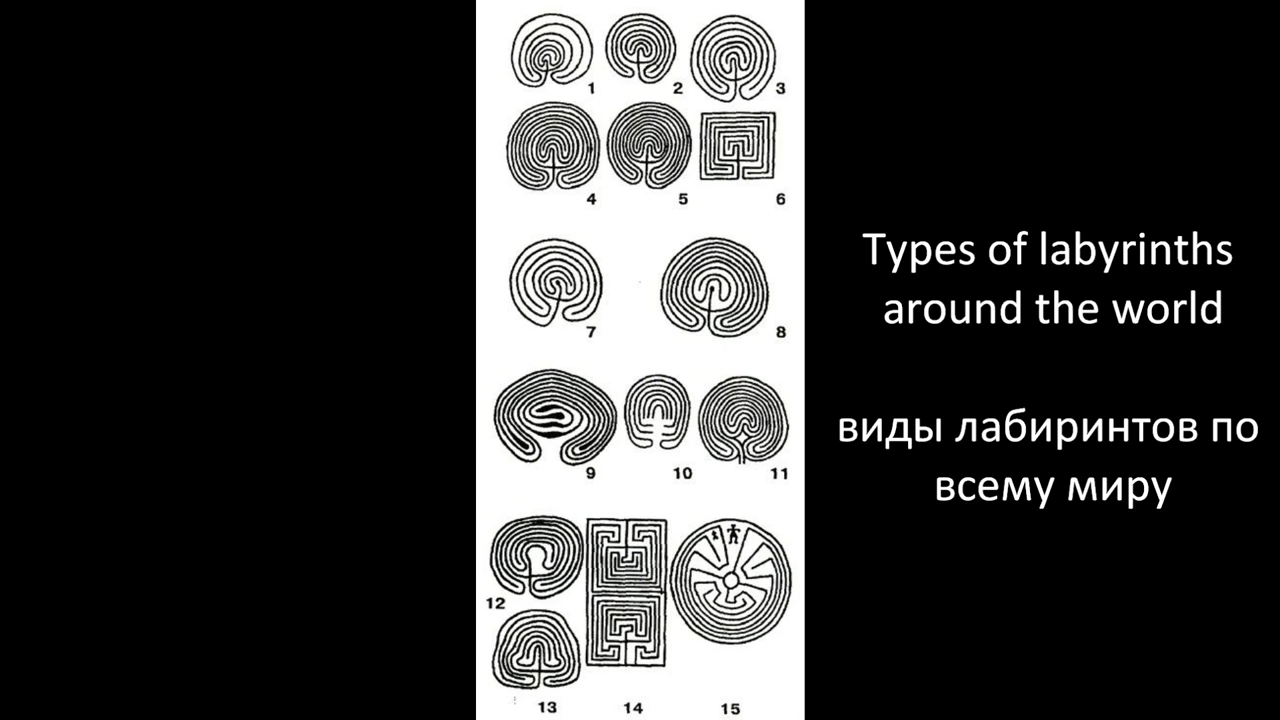 1 2 3
4 5 6
7 8
9 10 11
12
13 14 15
Types of labyrinths
around the world
виды лабиринтов по
всему миру